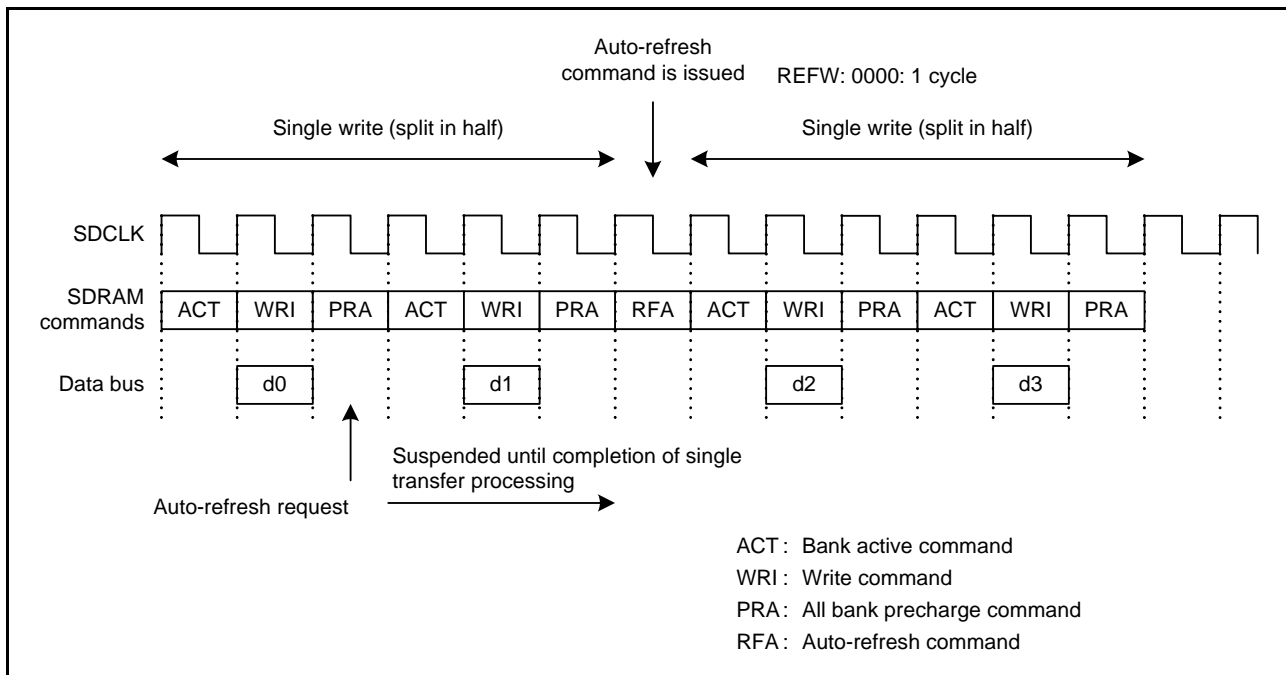 Auto-refresh
command is issued
REFW: 0000: 1 cycle
Single write (split in half)
Single write (split in half)
SDCLK
SDRAM
commands
ACT WRI PRA ACT WRI PRA RFA ACT WRI PRA ACT WRI PRA
Data bus
d0 d1 d2 d3
Suspended until completion of single
transfer processing
Auto-refresh request
ACT : Bank active command
WRI : Write command
PRA : All bank precharge command
RFA : Auto-refresh command